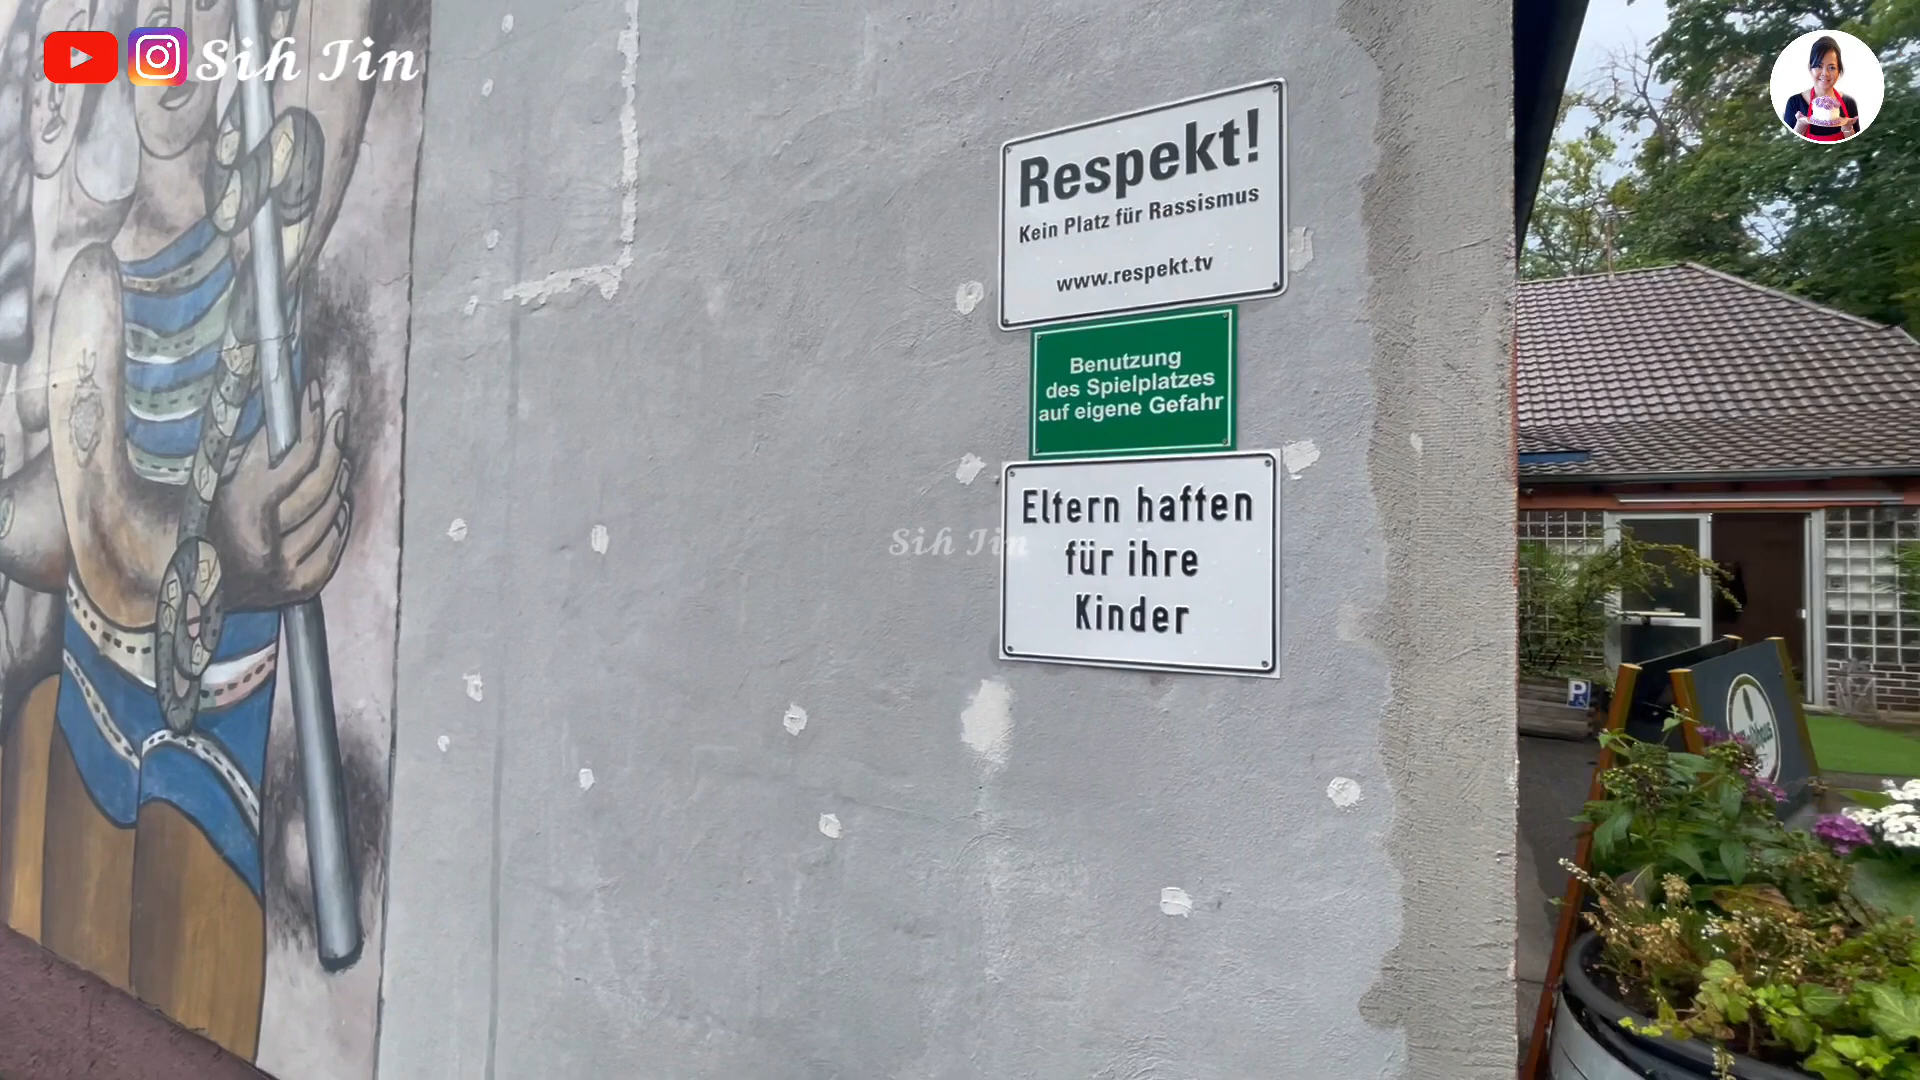 Sih Jin
Respekt!
Kein Platz für Rassismus
www.respekt.tv
Benutzung
des Spielplatzes
auf eigene Gefahr
Eltern haften
für ihre
Kinder
Sih Jin
P